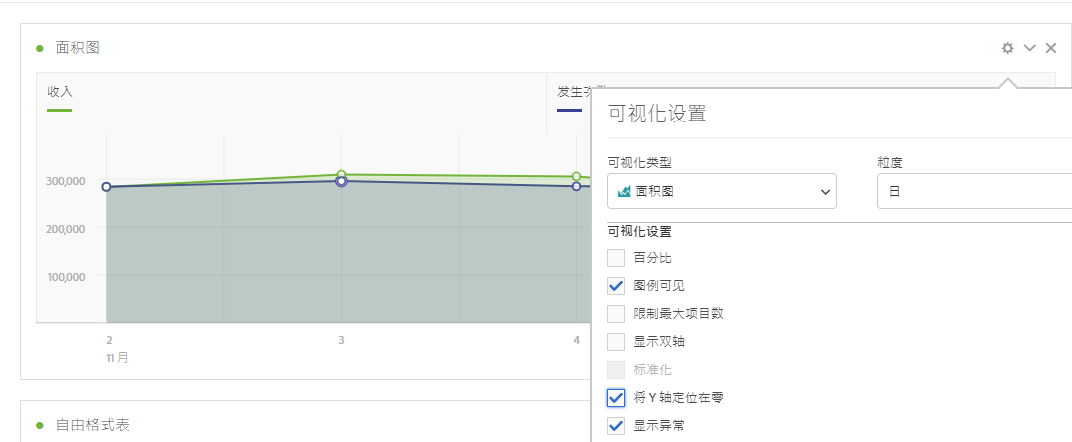 面积图
收入
发生
可视化设置
可视化类型
粒度
面积图
日
可视化设置
百分比
图例可见
限制最大项目数
显示双轴
标准化
将 Y 轴定位在零
显示异常
300,000
200,000
100,000
2
3
4
11 月
自由格式表